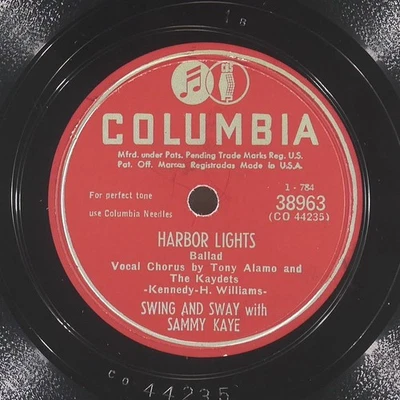 1 B
COLUMBIA
Mfrd. under Pats. Pending Trade Marks Reg. U.S.
Pat. Off. Marcas Registradas Made in U.S.A.
For perfect tone
use Columbia Needles
1 - 784
38963
(CO 44235)
HARBOR LIGHTS
Ballad
Vocal Chorus by Tony Alamo and
The Kaydets
-Kennedy-H. Williams-
SWING AND SWAY with
SAMMY KAYE
CO 44235